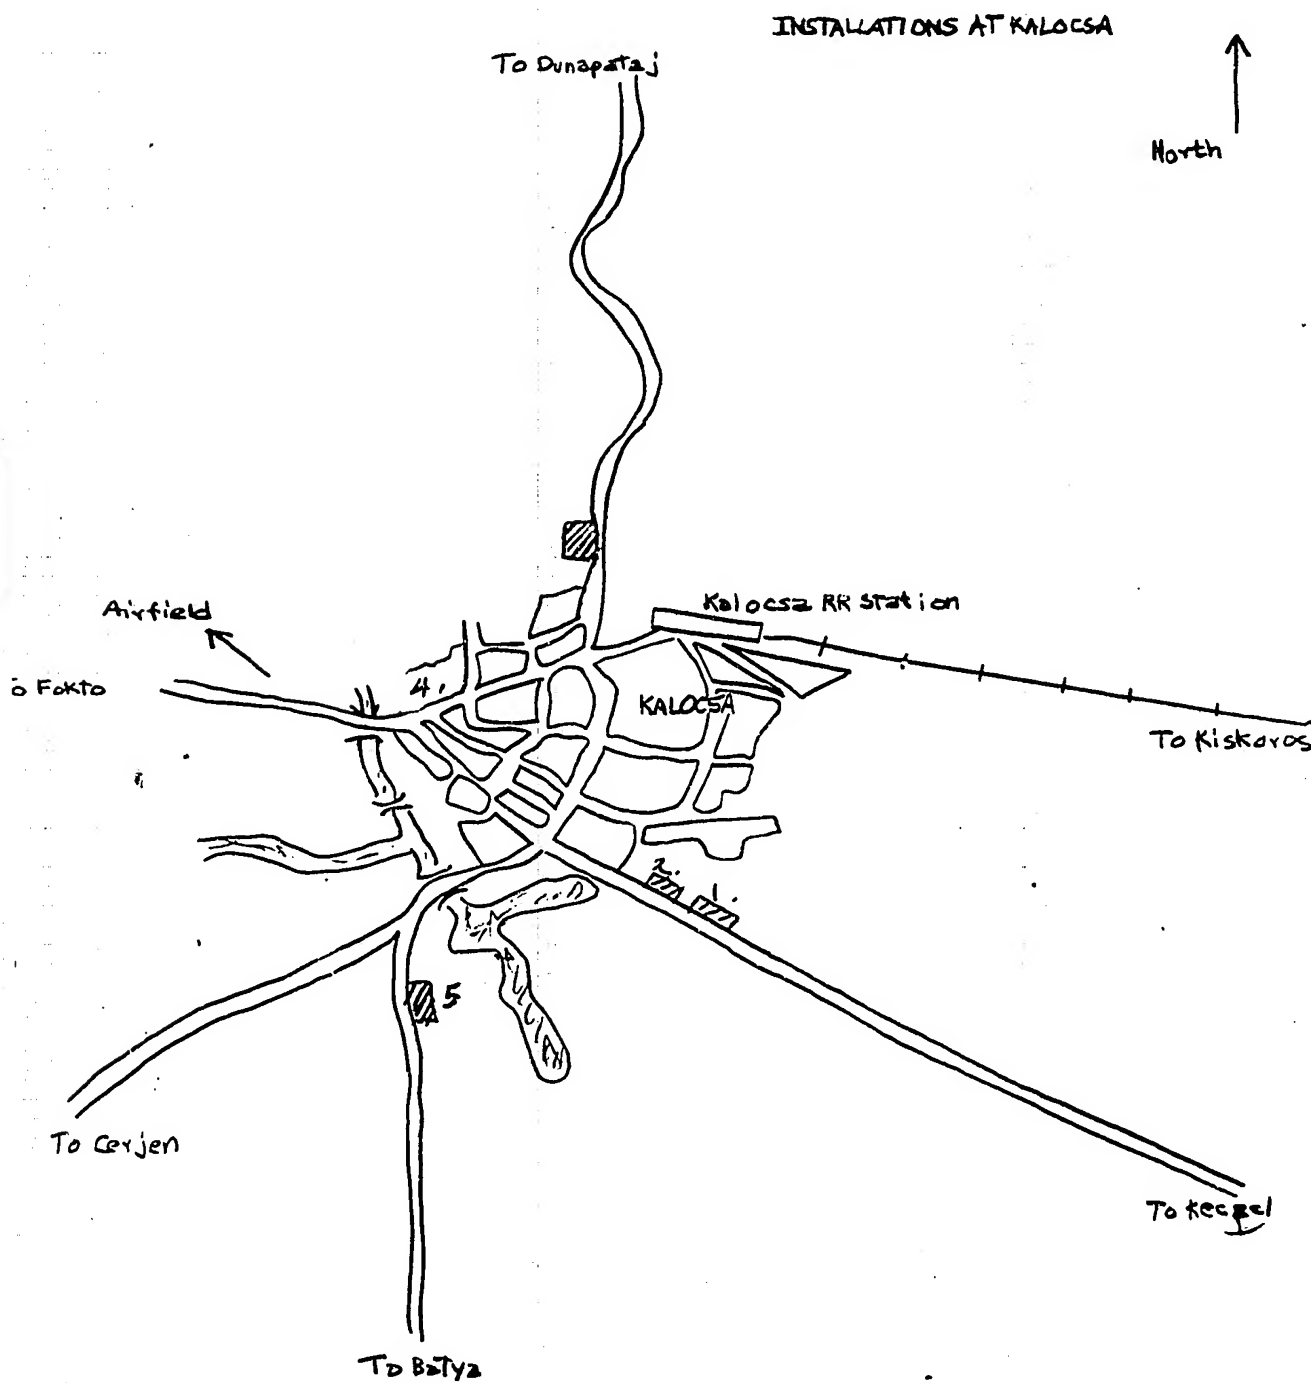 INSTALLATIONS AT KALOCSA
To Dunapataj
North
Kalocsa RR Station
Airfield
o Fokto
4.
KALOCSA
To Kiskoros
2.
1.
5
To Cerjen
To Kecel
To Batya